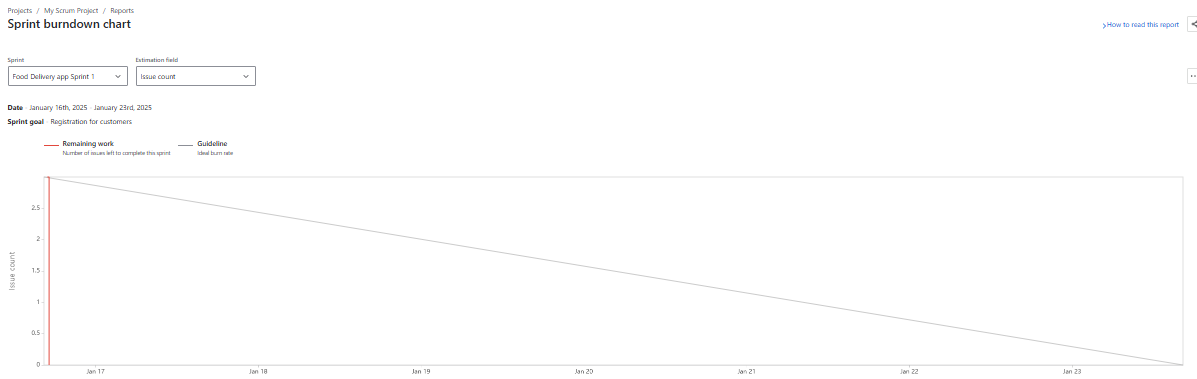 Projects / My Scrum Project / Reports
Sprint burndown chart
How to read this report
Sprint
Estimation field
Food Delivery app Sprint 1
Issue count
Date - January 16th, 2025 - January 23rd, 2025
Sprint goal - Registration for customers
Remaining work
Number of issues left to complete this sprint
Guideline
Ideal burn rate
2.5
2
1.5
1
0.5
0
Issue count
Jan 17 Jan 18 Jan 19 Jan 20 Jan 21 Jan 22 Jan 23